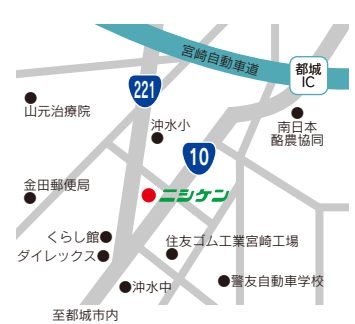 宮崎自動車道
都城
IC
221
山元治療院
沖水小
南日本
酪農協同
10
金田郵便局
ニシケン
くらし館
ダイレックス
住友ゴム工業宮崎工場
沖水中
警友自動車学校
至都城市内